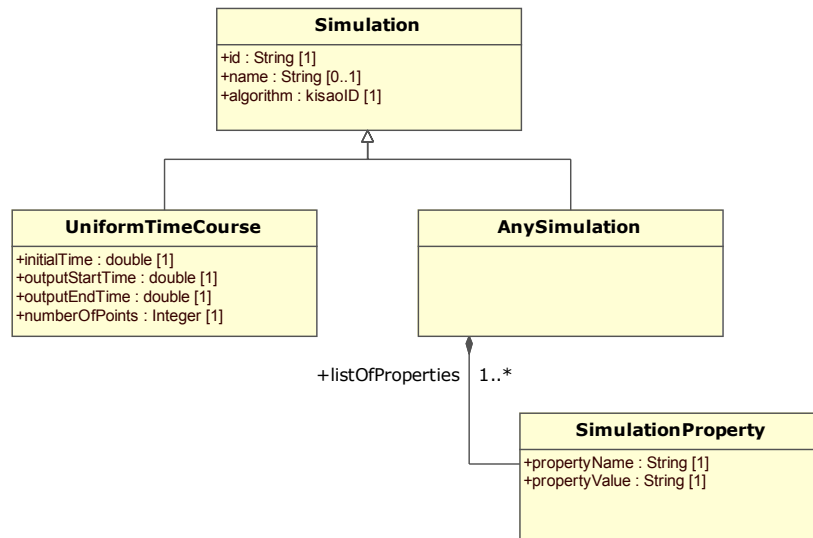 Simulation
+id : String [1]
+name : String [0..1]
+algorithm : kisaoID [1]
UniformTimeCourse
+initialTime : double [1]
+outputStartTime : double [1]
+outputEndTime : double [1]
+numberOfPoints : Integer [1]
AnySimulation
+listOfProperties 1..*
SimulationProperty
+propertyName : String [1]
+propertyValue : String [1]